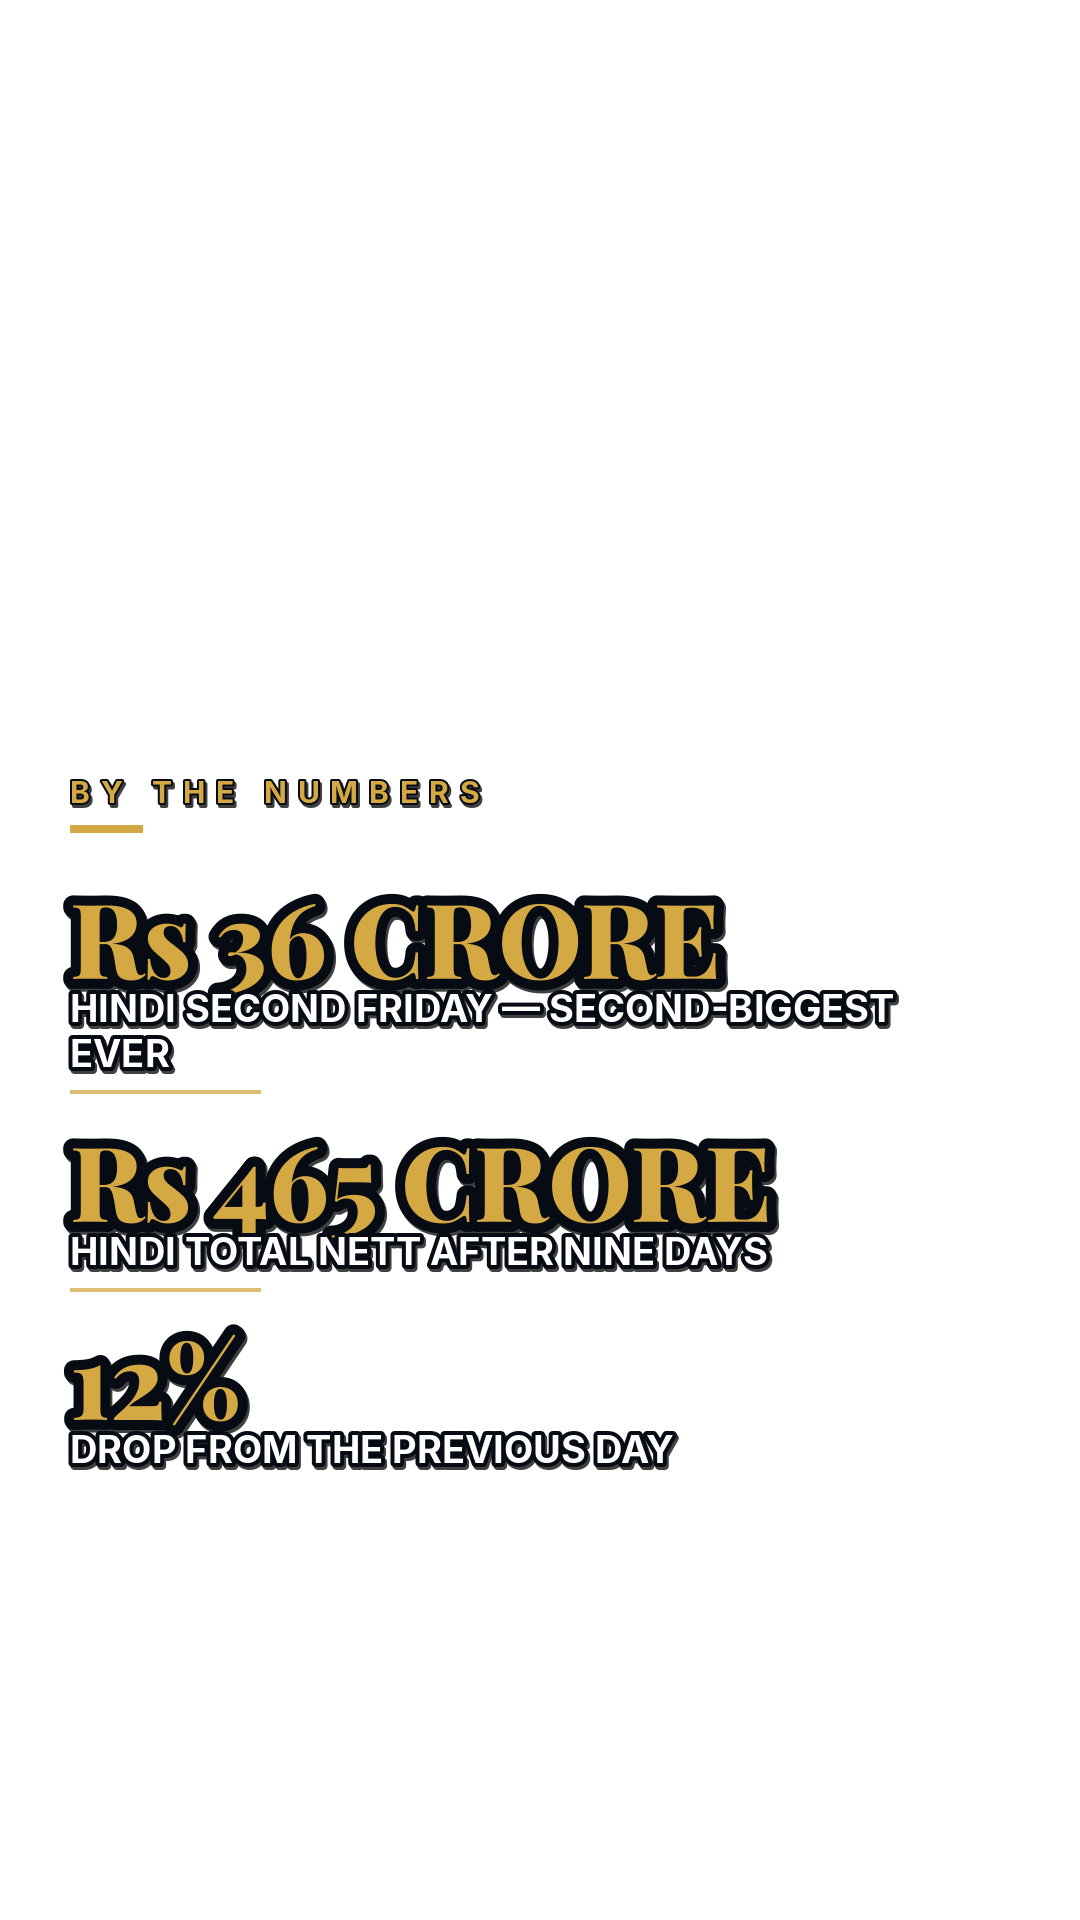 BY THE NUMBERS
Rs 36 CRORE
HINDI SECOND FRIDAY — SECOND-BIGGEST
EVER
Rs 465 CRORE
HINDI TOTAL NETT AFTER NINE DAYS
12%
DROP FROM THE PREVIOUS DAY